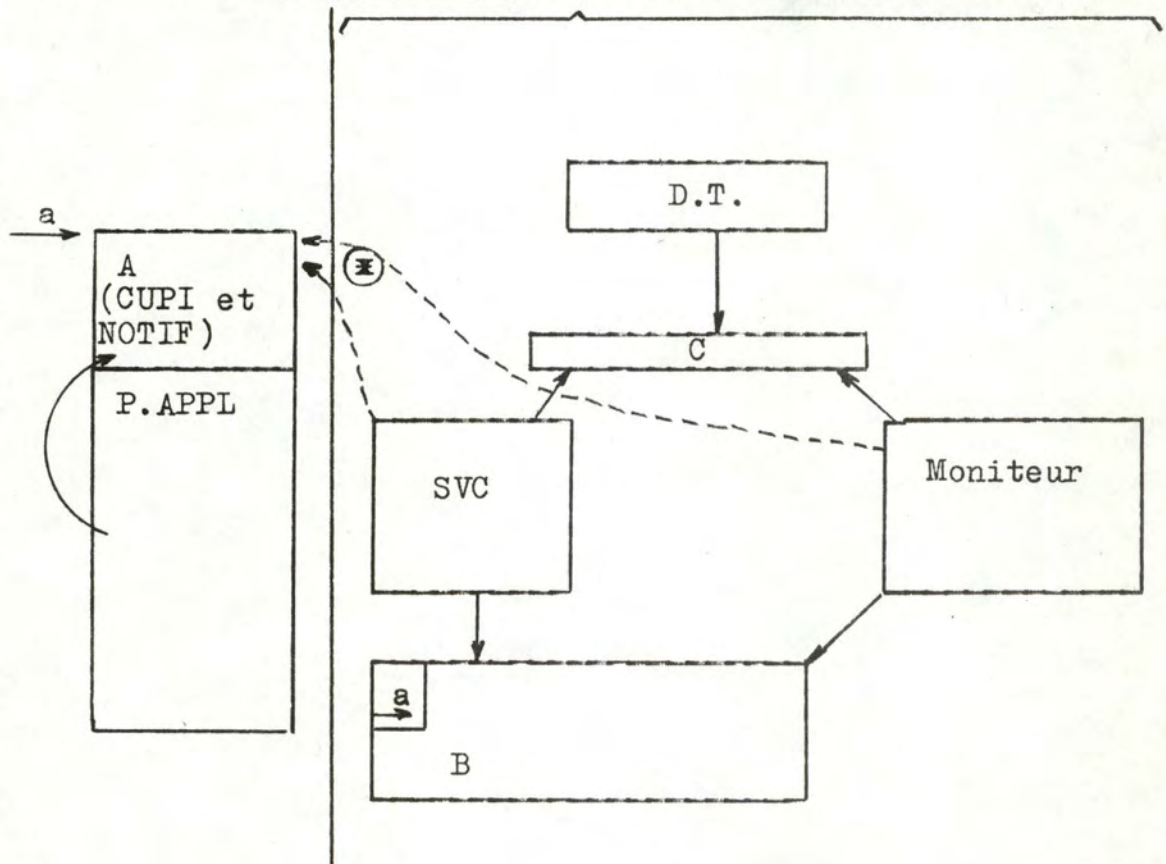 D.T.
a
A
(CUPI et
NOTIF)
C
P.APPL
SVC
Moniteur
a
B